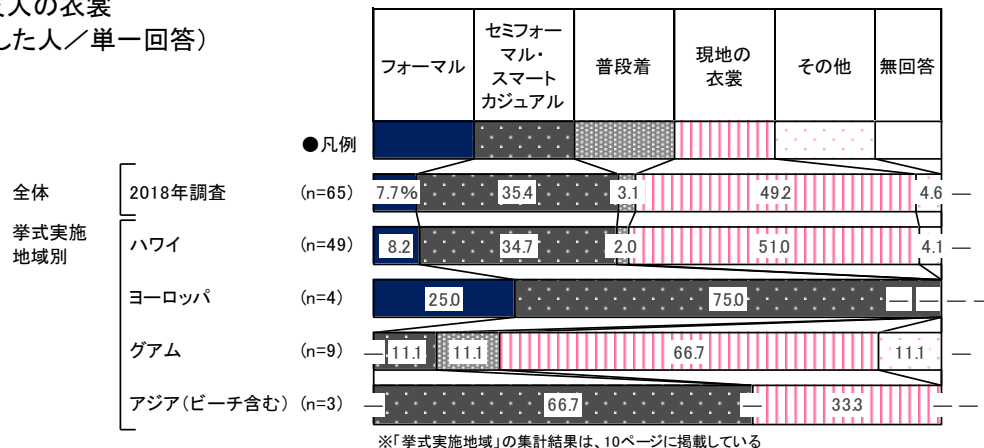 人の衣裳
した人／単一回答）
フォーマル
セミフォー
マル・
スマート
カジュアル
普段着
現地の
衣裳
その他
無回答
●凡例
全体
2018年調査
(n=65)
7.7%
35.4
3.1
49.2
4.6
―
挙式実施
地域別
ハワイ
(n=49)
8.2
34.7
2.0
51.0
4.1
―
ヨーロッパ
(n=4)
25.0
75.0
―
―
―
―
グアム
(n=9)
―
11.1
11.1
66.7
11.1
―
アジア（ビーチ含む）
(n=3)
―
66.7
―
33.3
―
―
※「挙式実施地域」の集計結果は、10ページに掲載している